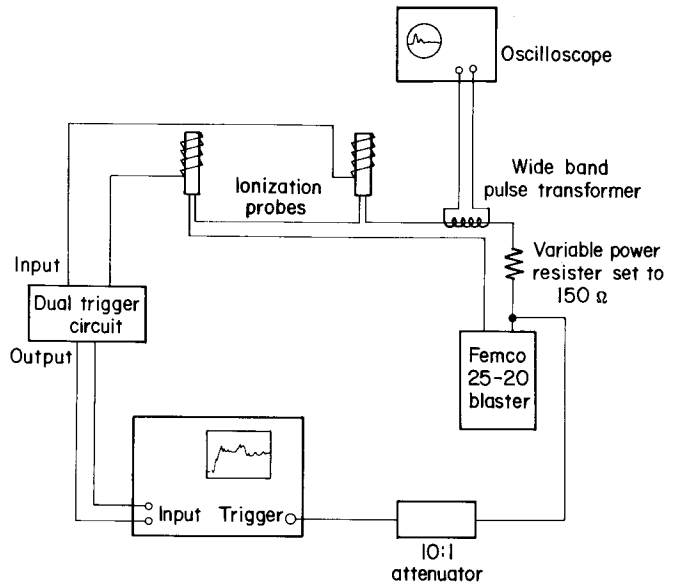 Oscilloscope
Wide band
pulse transformer
Ionization
probes
Variable power
resister set to
150 Ω
Input
Dual trigger
circuit
Output
Femco
25-20
blaster
Input
Trigger
10:1
attenuator